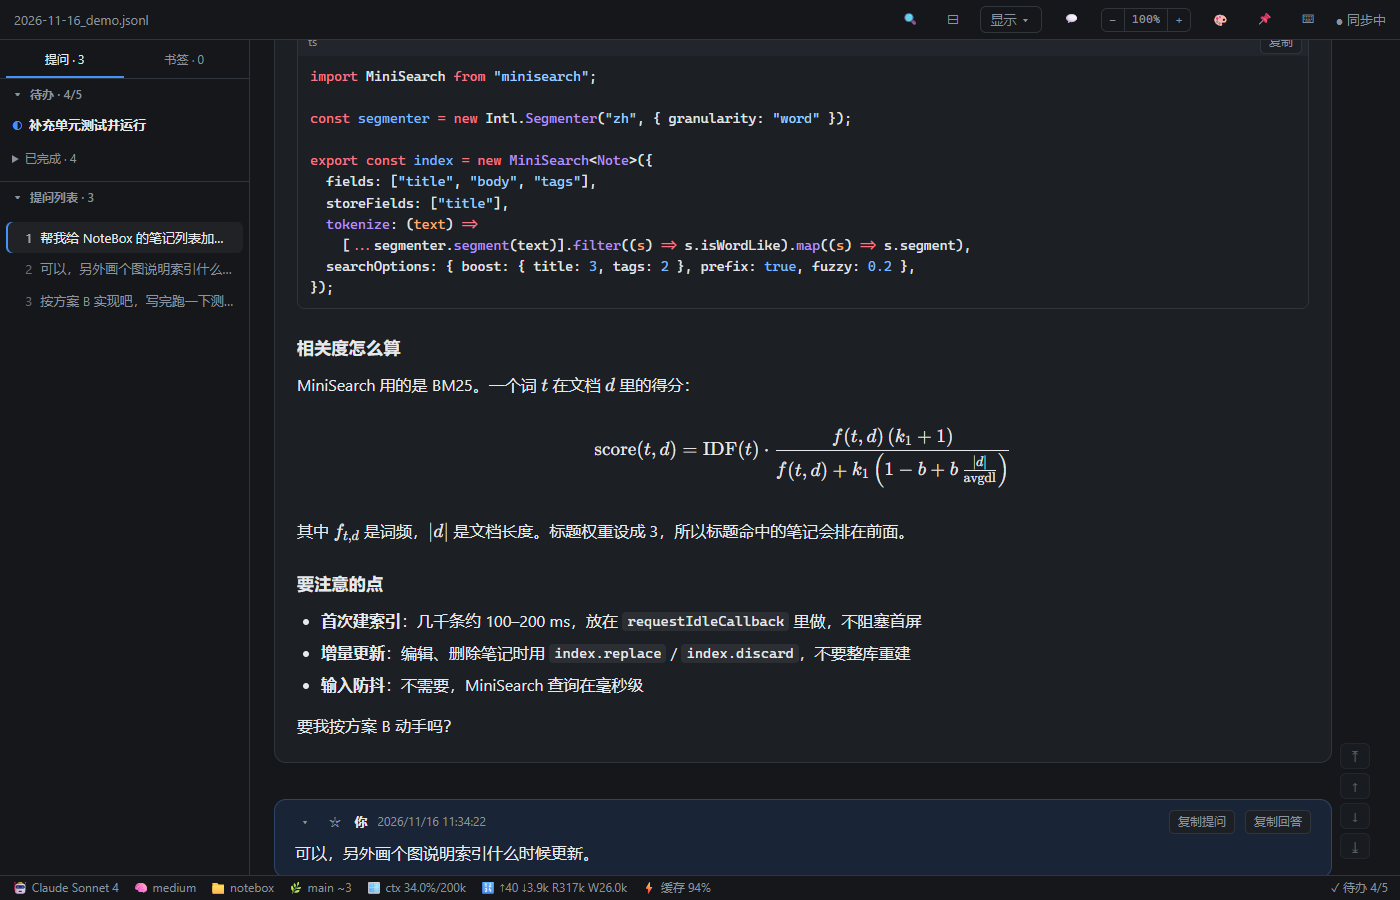 2026-11-16_demo.jsonl
显示
100%
同步中
提问 · 3
书签 · 0
待办 · 4/5
补充单元测试并运行
已完成 · 4
提问列表 · 3
1 帮我给 NoteBox 的笔记列表加...
2 可以，另外画个图说明索引什么...
3 按方案 B 实现吧，写完跑一下测...
ts
复制
import MiniSearch from "minisearch";
const segmenter = new Intl.Segmenter("zh", { granularity: "word" });
export const index = new MiniSearch<Note>({
fields: ["title", "body", "tags"],
storeFields: ["title"],
tokenize: (text) =>
[...segmenter.segment(text)].filter((s) => s.isWordLike).map((s) => s.segment),
searchOptions: { boost: { title: 3, tags: 2 }, prefix: true, fuzzy: 0.2 },
});
相关度怎么算
MiniSearch 用的是 BM25。一个词 t 在文档 d 里的得分：
score(t, d) = IDF(t) · f(t, d) (k₁ + 1) / f(t, d) + k₁ (1 − b + b |d| / avgdl)
其中 f_{t,d} 是词频，|d| 是文档长度。标题权重设成 3，所以标题命中的笔记会排在前面。
要注意的点
• 首次建索引：几千条约 100–200 ms，放在 requestIdleCallback 里做，不阻塞首屏
• 增量更新：编辑、删除笔记时用 index.replace / index.discard，不要整库重建
• 输入防抖：不需要，MiniSearch 查询在毫秒级
要我按方案 B 动手吗？
你 2026/11/16 11:34:22
复制提问
复制回答
可以，另外画个图说明索引什么时候更新。
Claude Sonnet 4 medium notebox main ~3 ctx 34.0%/200k ↑40 ↓3.9k R317k W26.0k 缓存 94% ✓ 待办 4/5